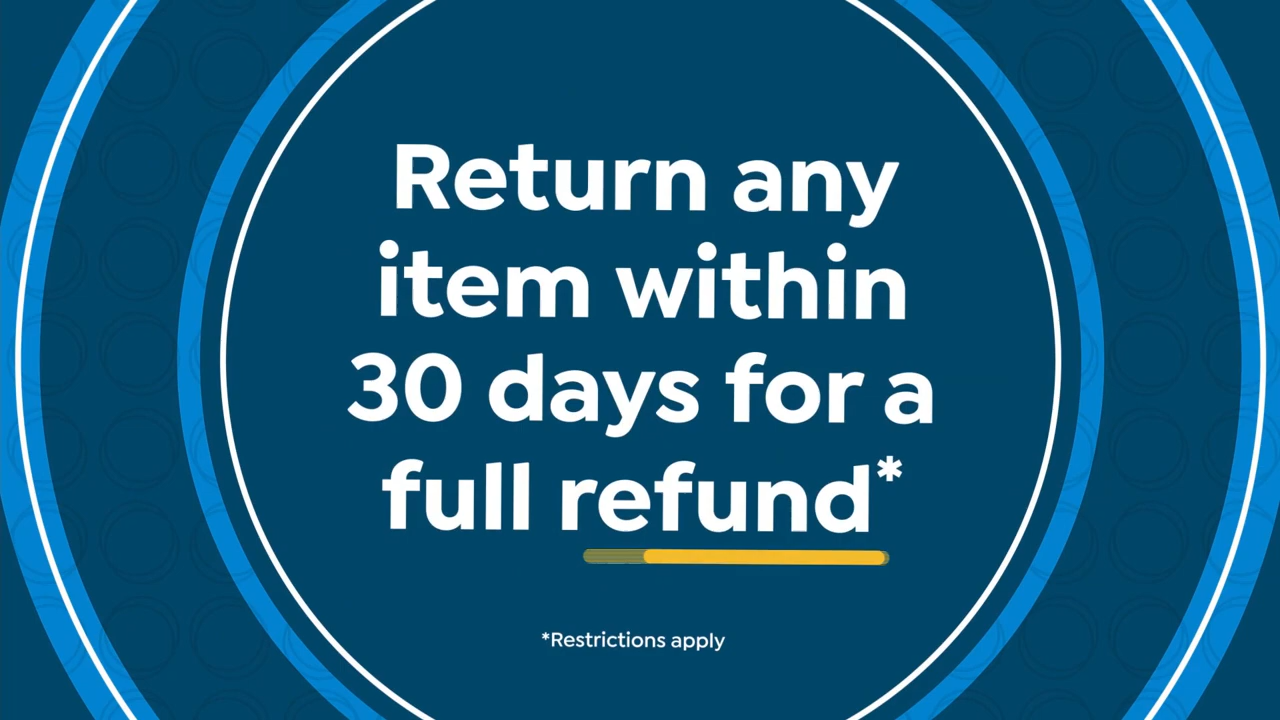 Return any
item within
30 days for a
full refund*
*Restrictions apply